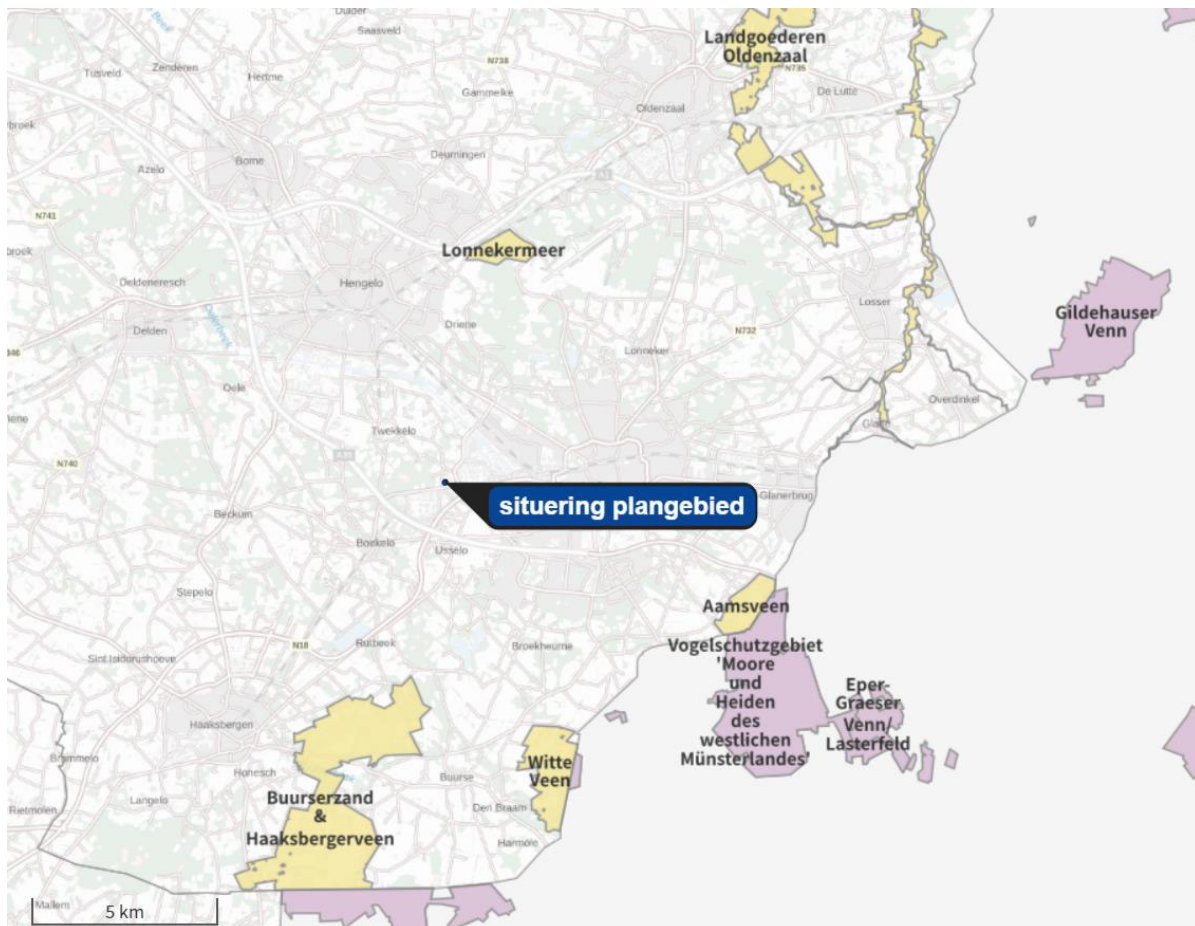 Dulder
Saasveld
Landgoederen
Oldenzaal
N738
N735
Zenderen
Tusveld
Hertme
Gammelke
De Lutte
Oldenzaal
Deurningen
Borne
Azelo
N741
Lonnekermeer
Deldeneresch
Hengelo
Losser
Gildehauser
Venn
Delden
Driene
N732
Lonneker
Oele
Overdinkel
Twekkelo
N740
situering plangebied
Glanerbrug
Beckum
Boekelo
Usselo
Stepelo
Aamsveen
N18
Rutbeek
Broekheurne
Sint Isidorushoeve
Vogelschutzgebiet
'Moore
und
Heiden
des
westlichen
Münsterlandes'
Eper-
Graeser
Venn/
Lasterfeld
Haaksbergen
Brammelo
Honesch
Buurse
Witte
Veen
Langelo
Rietmolen
Buurserzand
&
Haaksbergerveen
Den Braam
Harmöle
Mallem
5 km